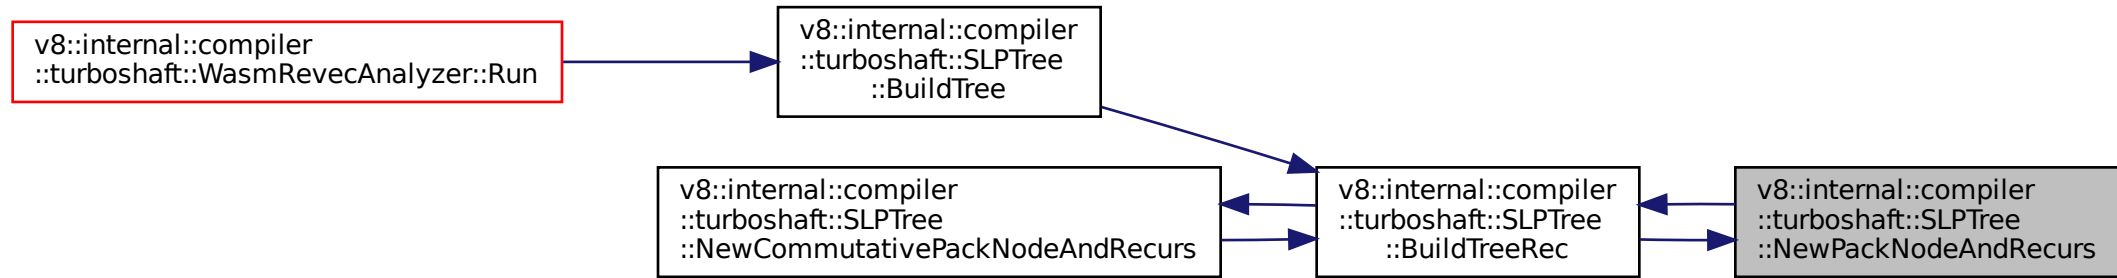 v8::internal::compiler
::turboshaft::WasmRevecAnalyzer::Run
v8::internal::compiler
::turboshaft::SLPTree
::BuildTree
v8::internal::compiler
::turboshaft::SLPTree
::NewCommutativePackNodeAndRecurs
v8::internal::compiler
::turboshaft::SLPTree
::BuildTreeRec
v8::internal::compiler
::turboshaft::SLPTree
::NewPackNodeAndRecurs